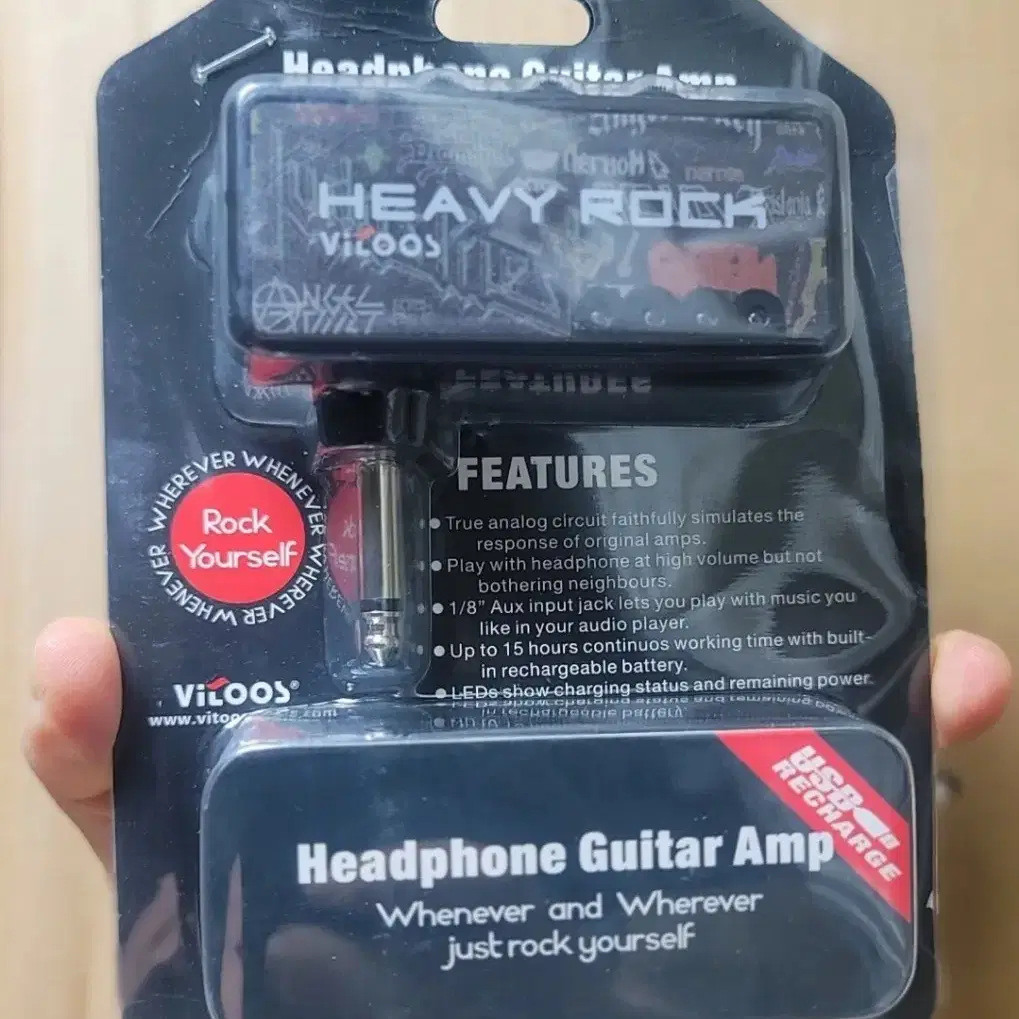 Headphone Guitar Amp
HEAVY ROCK
ViTOOS
FEATURES
WHENEVER WHEREVER WHENEVER WHEREVER
Rock
Yourself
● True analog circuit faithfully simulates the
response of original amps.
● Play with headphone at high volume but not
bothering neighbours.
● 1/8" Aux input jack lets you play with music you
like in your audio player.
● Up to 15 hours continuos working time with built-
in rechargeable battery.
● LEDs show charging status and remaining power.
ViTOOS®
USB
RECHARGE
Headphone Guitar Amp
Whenever and Wherever
just rock yourself